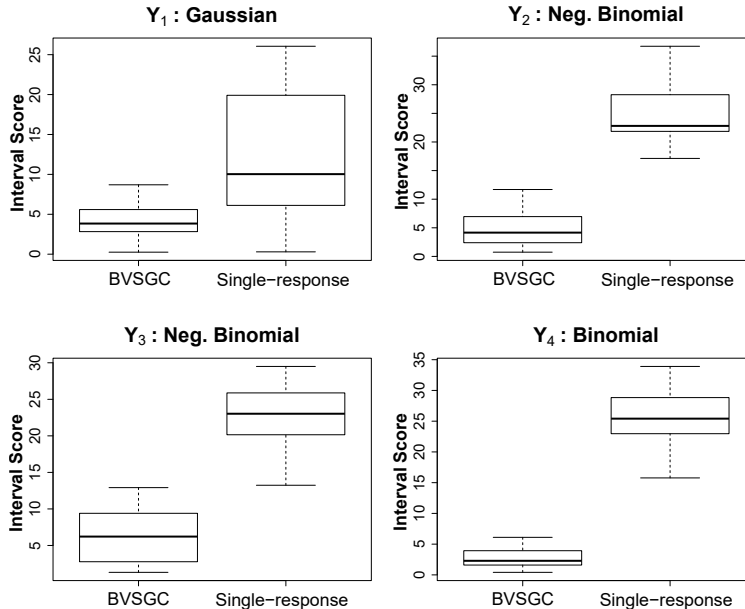 Y₁ : Gaussian
Interval Score
0
5
10
15
20
25
BVSGC
Single−response
Y₂ : Neg. Binomial
Interval Score
0
5
10
20
30
BVSGC
Single−response
Y₃ : Neg. Binomial
Interval Score
5
10
15
20
25
30
BVSGC
Single−response
Y₄ : Binomial
Interval Score
0
5
10
15
20
25
30
35
BVSGC
Single−response